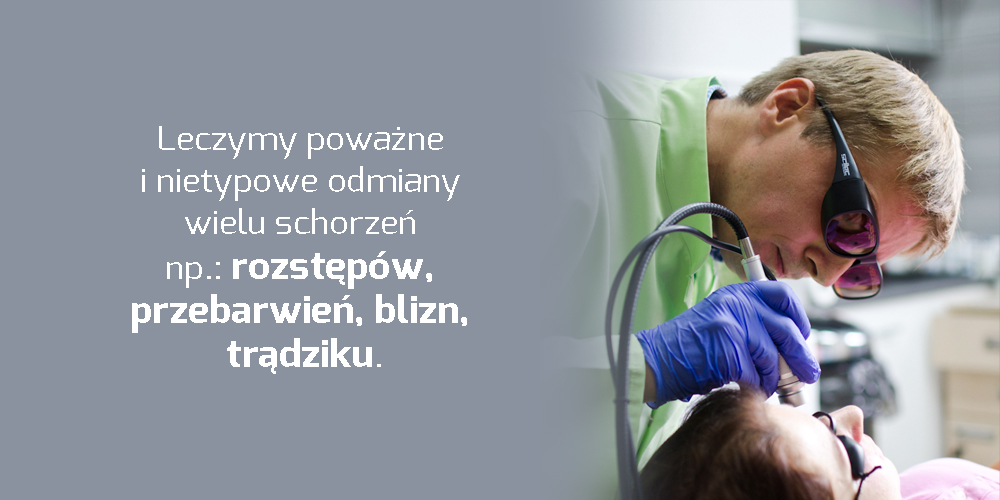 Leczymy poważne
i nietypowe odmiany
wielu schorzeń
np.: rozstępów,
przebarwień, blizn,
trądziku.